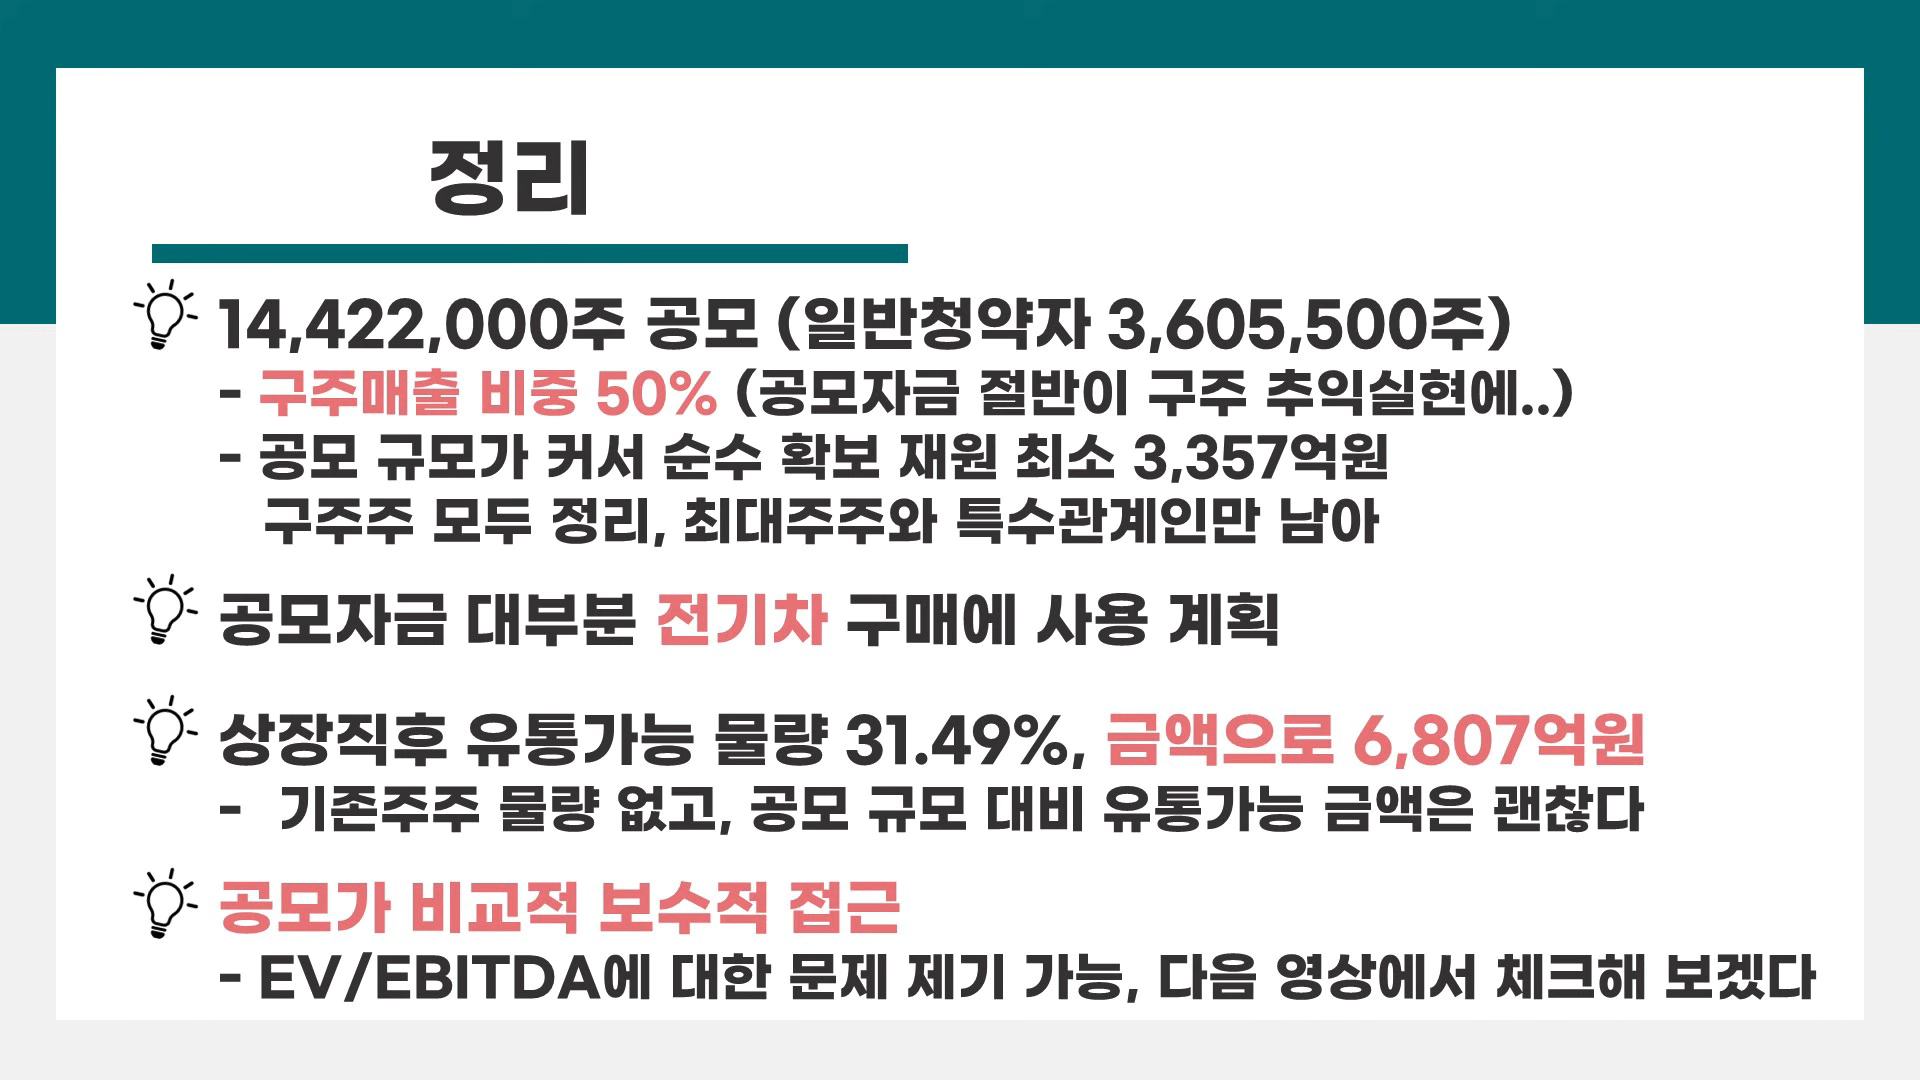 정리
14,422,000주 공모 (일반청약자 3,605,500주)
- 구주매출 비중 50% (공모자금 절반이 구주 추익실현에..)
- 공모 규모가 커서 순수 확보 재원 최소 3,357억원
구주주 모두 정리, 최대주주와 특수관계인만 남아
공모자금 대부분 전기차 구매에 사용 계획
상장직후 유통가능 물량 31.49%, 금액으로 6,807억원
- 기존주주 물량 없고, 공모 규모 대비 유통가능 금액은 괜찮다
공모가 비교적 보수적 접근
- EV/EBITDA에 대한 문제 제기 가능, 다음 영상에서 체크해 보겠다